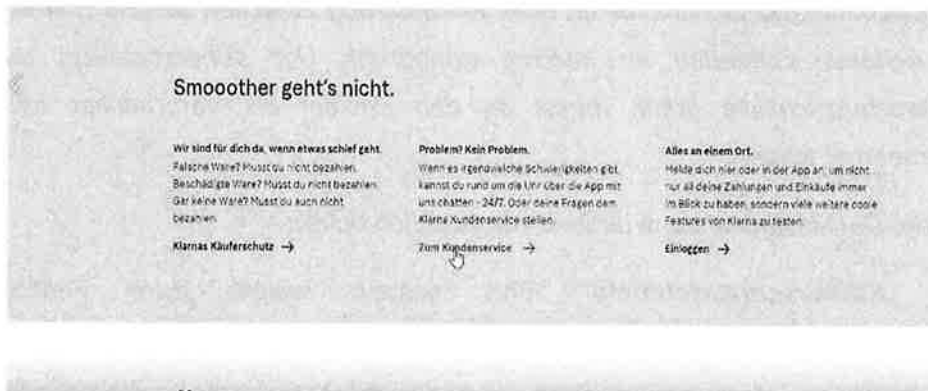 Smooother geht's nicht.
Wir sind für dich da, wenn etwas schief geht.
Falsche Ware? Musst du nicht bezahlen.
Beschädigte Ware? Musst du nicht bezahlen.
Gar keine Ware? Musst du auch nicht
bezahlen.
Klarnas Käuferschutz →
Problem? Kein Problem.
Wenn es irgendwelche Schwierigkeiten gibt,
kannst du rund um die Uhr über die App mit
uns chatten - 24/7. Oder deine Fragen dem
Klarna Kundenservice stellen.
Zum Kundenservice →
Alles an einem Ort.
Melde dich hier oder in der App an, um nicht
nur all deine Zahlungen und Einkäufe immer
im Blick zu haben, sondern viele weitere coole
Features von Klarna zu testen.
Einloggen →